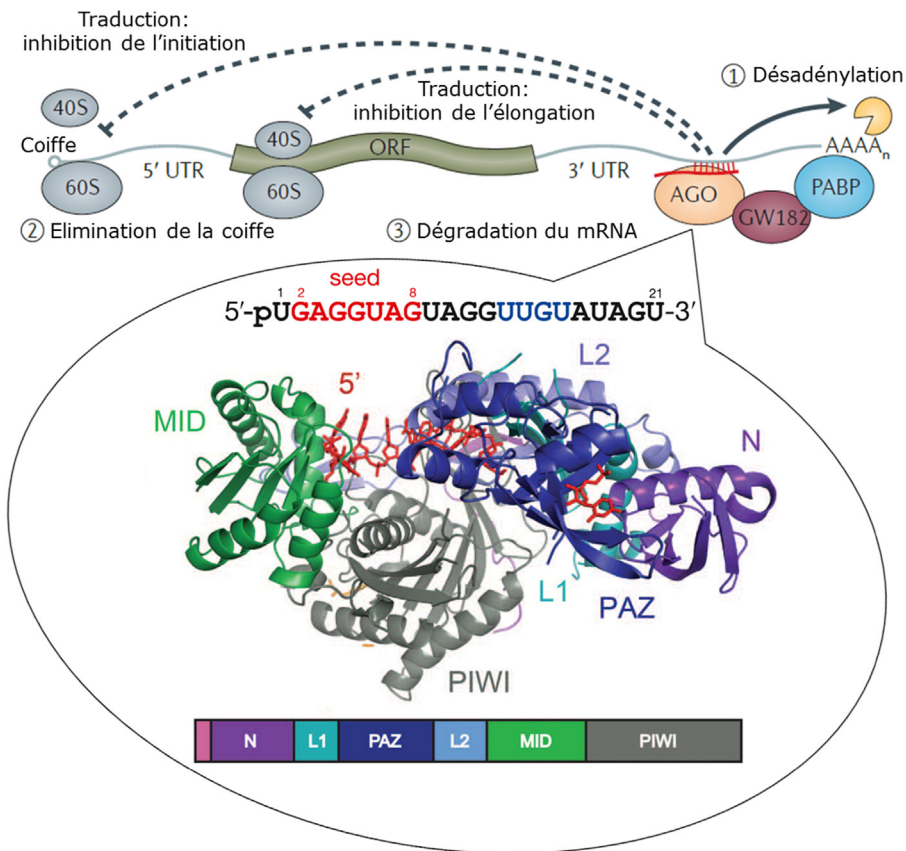 Traduction:
inhibition de l'initiation
① Désadénylation
Traduction:
inhibition de l'élongation
40S
40S
Coiffe
5' UTR
ORF
3' UTR
AAAAn
60S
60S
AGO
GW182
PABP
② Elimination de la coiffe
③ Dégradation du mRNA
seed
1 2 8 21
5'-pUGAGGUAGUAGGUUGUAUAGU-3'
L2
5'
MID
N
L1
PAZ
PIWI
N L1 PAZ L2 MID PIWI